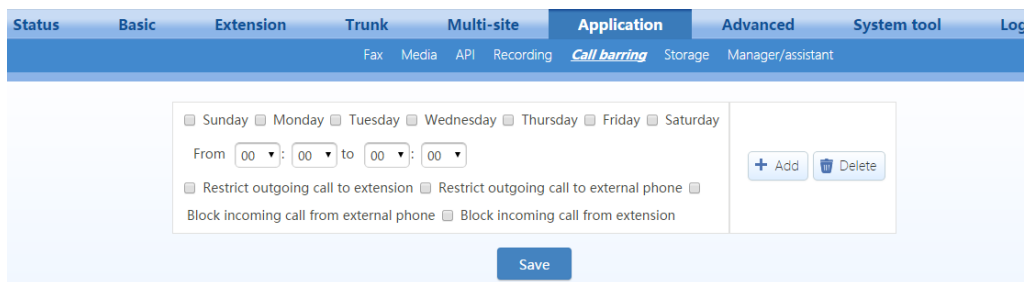 Status Basic Extension Trunk Multi-site Application Advanced System tool Log
Fax Media API Recording Call barring Storage Manager/assistant
Sunday Monday Tuesday Wednesday Thursday Friday Saturday
From 00 : 00 to 00 : 00
+ Add Delete
Restrict outgoing call to extension Restrict outgoing call to external phone
Block incoming call from external phone Block incoming call from extension
Save